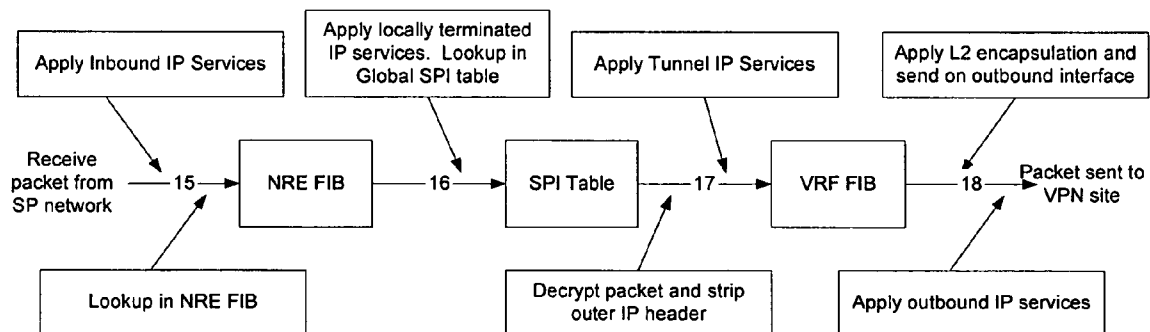 Apply Inbound IP Services
Apply locally terminated
IP services. Lookup in
Global SPI table
Apply Tunnel IP Services
Apply L2 encapsulation and
send on outbound interface
Receive
packet from
SP network
15
NRE FIB
16
SPI Table
17
VRF FIB
18
Packet sent to
VPN site
Lookup in NRE FIB
Decrypt packet and strip
outer IP header
Apply outbound IP services